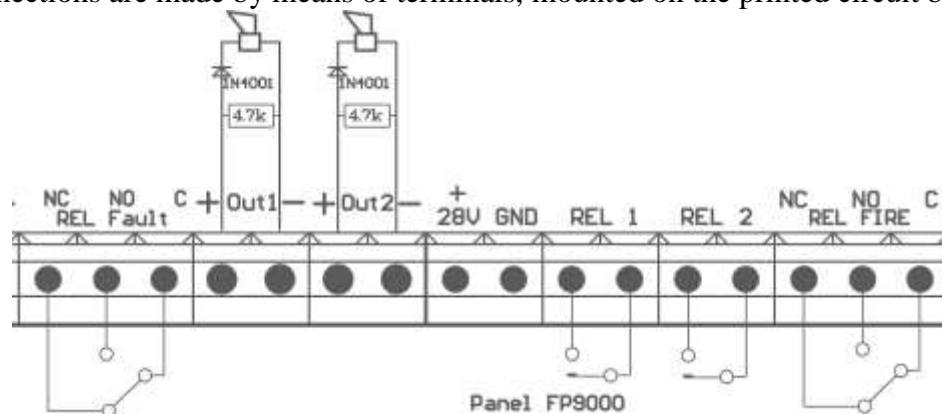 nections are made by means of terminals, mounted on the printed circuit b
IN4001 IN4001
4.7k 4.7k
NC NO C + Out1 - + Out2 - + NC NO C
REL Fault 28V GND REL 1 REL 2 REL FIRE
Panel FP9000